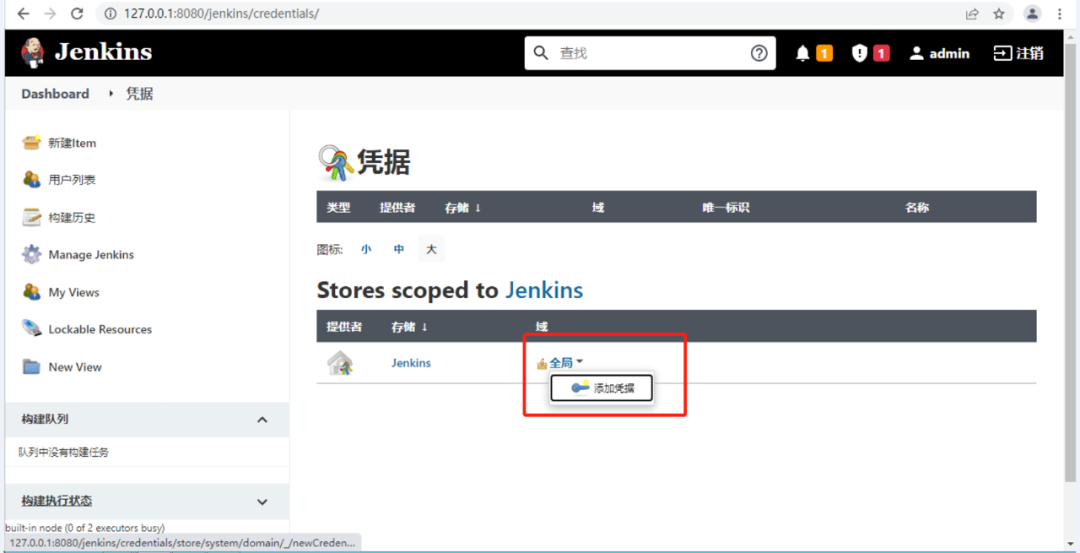 127.0.0.1:8080/jenkins/credentials/
Jenkins
查找
1
1
admin
注销
Dashboard
凭据
新建Item
用户列表
构建历史
Manage Jenkins
My Views
Lockable Resources
New View
构建队列
队列中没有构建任务
构建执行状态
built-in node (0 of 2 executors busy)
凭据
类型 提供者 存储 ↓ 域 唯一标识 名称
图标: 小 中 大
Stores scoped to Jenkins
提供者 存储 ↓ 域
Jenkins 全局
添加凭据
127.0.0.1:8080/jenkins/credentials/store/system/domain/_/newCreden...